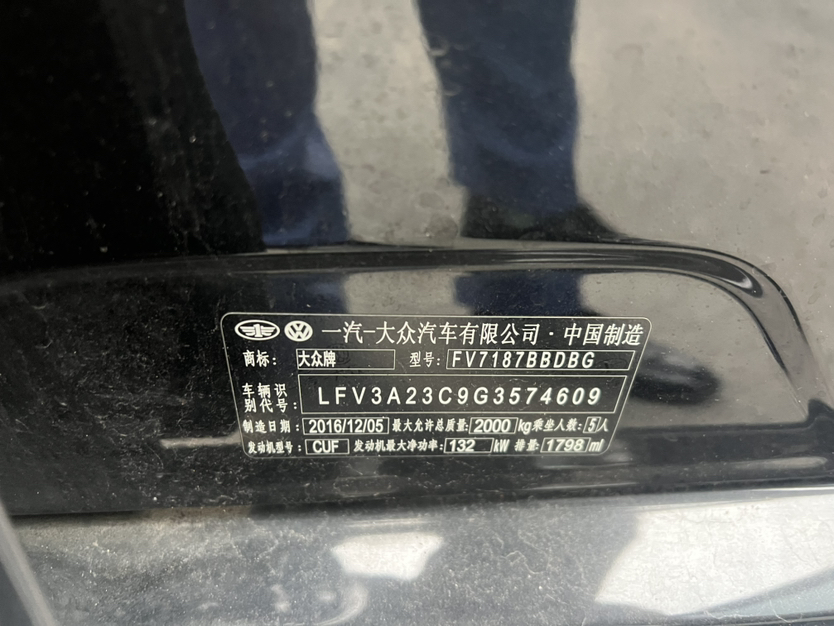 一汽-大众汽车有限公司·中国制造
商标: 大众牌 型号: FV7187BBDBG
车辆识别代号: LFV3A23C9G3574609
制造日期: 2016/12/05 最大允许总质量: 2000 kg 乘坐人数: 5 人
发动机型号: CUF 发动机最大净功率: 132 kW 排量: 1798 ml